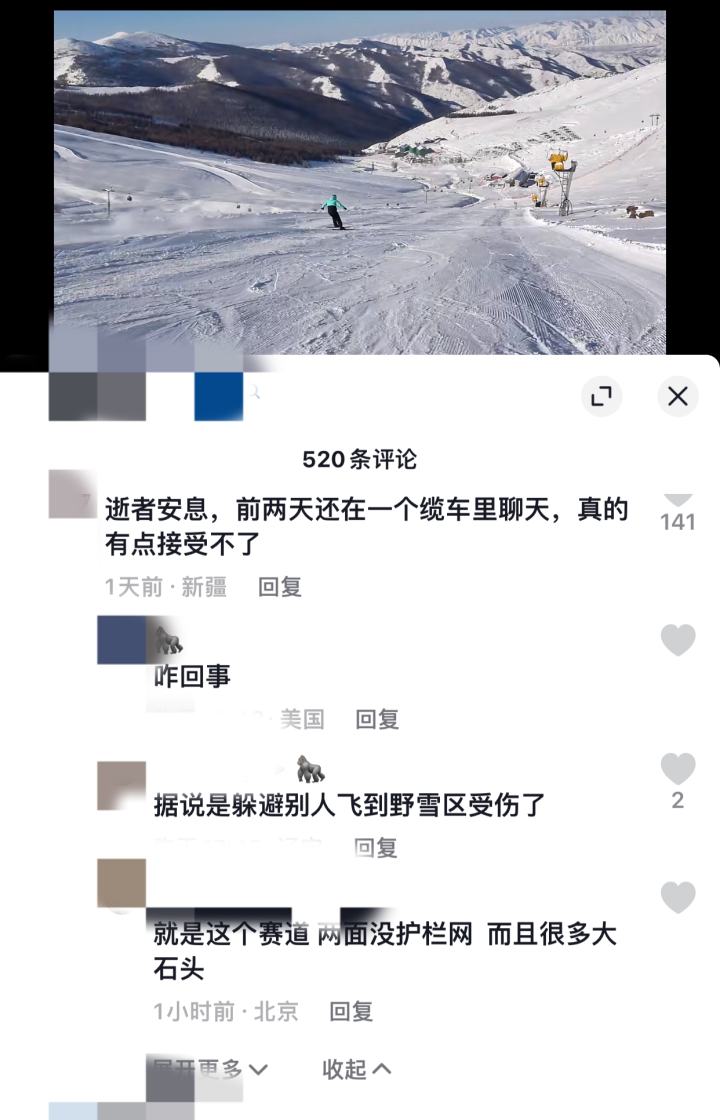 520条评论
逝者安息，前两天还在一个缆车里聊天，真的
有点接受不了
141
1天前·新疆 回复
咋回事
美国 回复
据说是躲避别人飞到野雪区受伤了
2
回复
就是这个赛道 两面没护栏网 而且很多大
石头
1小时前·北京 回复
展开更多 收起